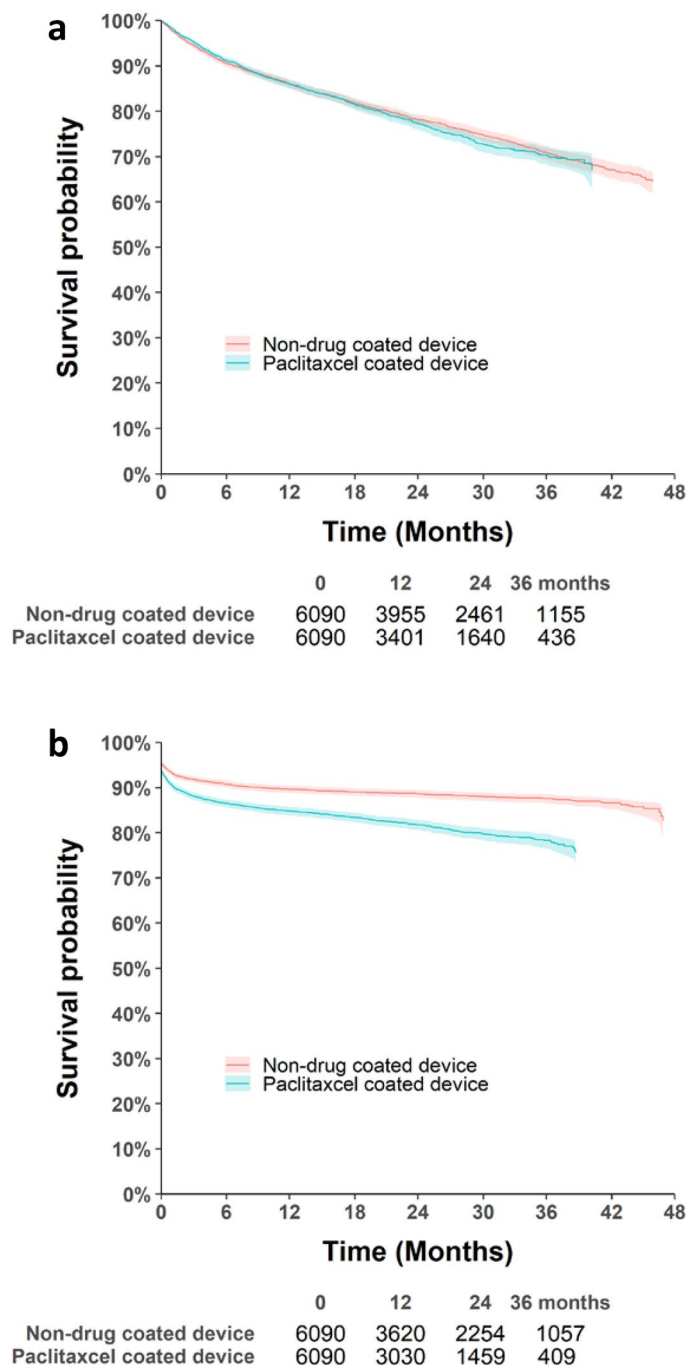 a
100%
90%
80%
70%
60%
50%
40%
30%
20%
10%
0%
Survival probability
Non-drug coated device
Paclitaxcel coated device
0 6 12 18 24 30 36 42 48
Time (Months)
0 12 24 36 months
Non-drug coated device 6090 3955 2461 1155
Paclitaxcel coated device 6090 3401 1640 436
b
100%
90%
80%
70%
60%
50%
40%
30%
20%
10%
0%
Survival probability
Non-drug coated device
Paclitaxcel coated device
0 6 12 18 24 30 36 42 48
Time (Months)
0 12 24 36 months
Non-drug coated device 6090 3620 2254 1057
Paclitaxcel coated device 6090 3030 1459 409